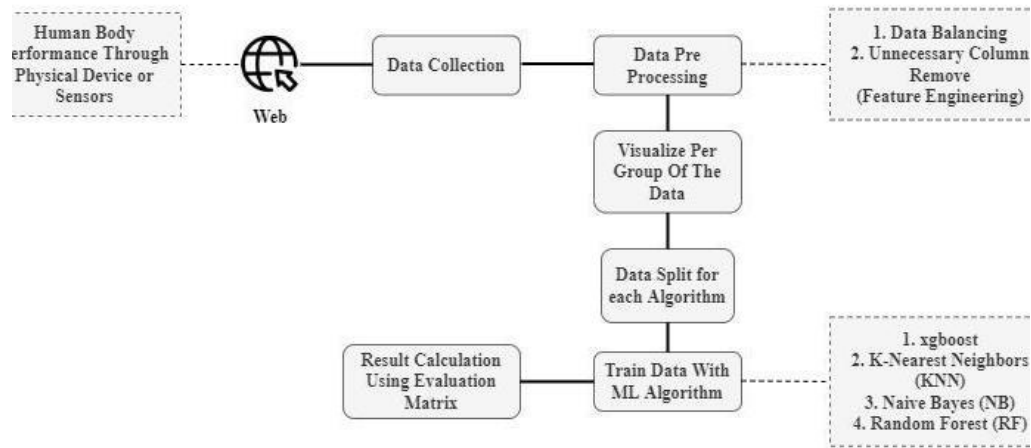 Human Body
erformance Through
Physical Device or
Sensors
Web
Data Collection
Data Pre
Processing
1. Data Balancing
2. Unnecessary Column
Remove
(Feature Engineering)
Visualize Per
Group Of The
Data
Data Split for
each Algorithm
Result Calculation
Using Evaluation
Matrix
Train Data With
ML Algorithm
1. xgboost
2. K-Nearest Neighbors
(KNN)
3. Naive Bayes (NB)
4. Random Forest (RF)